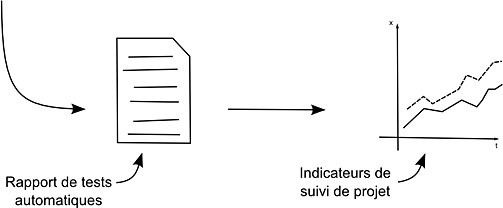 x
t
Rapport de tests
automatiques
Indicateurs de
suivi de projet